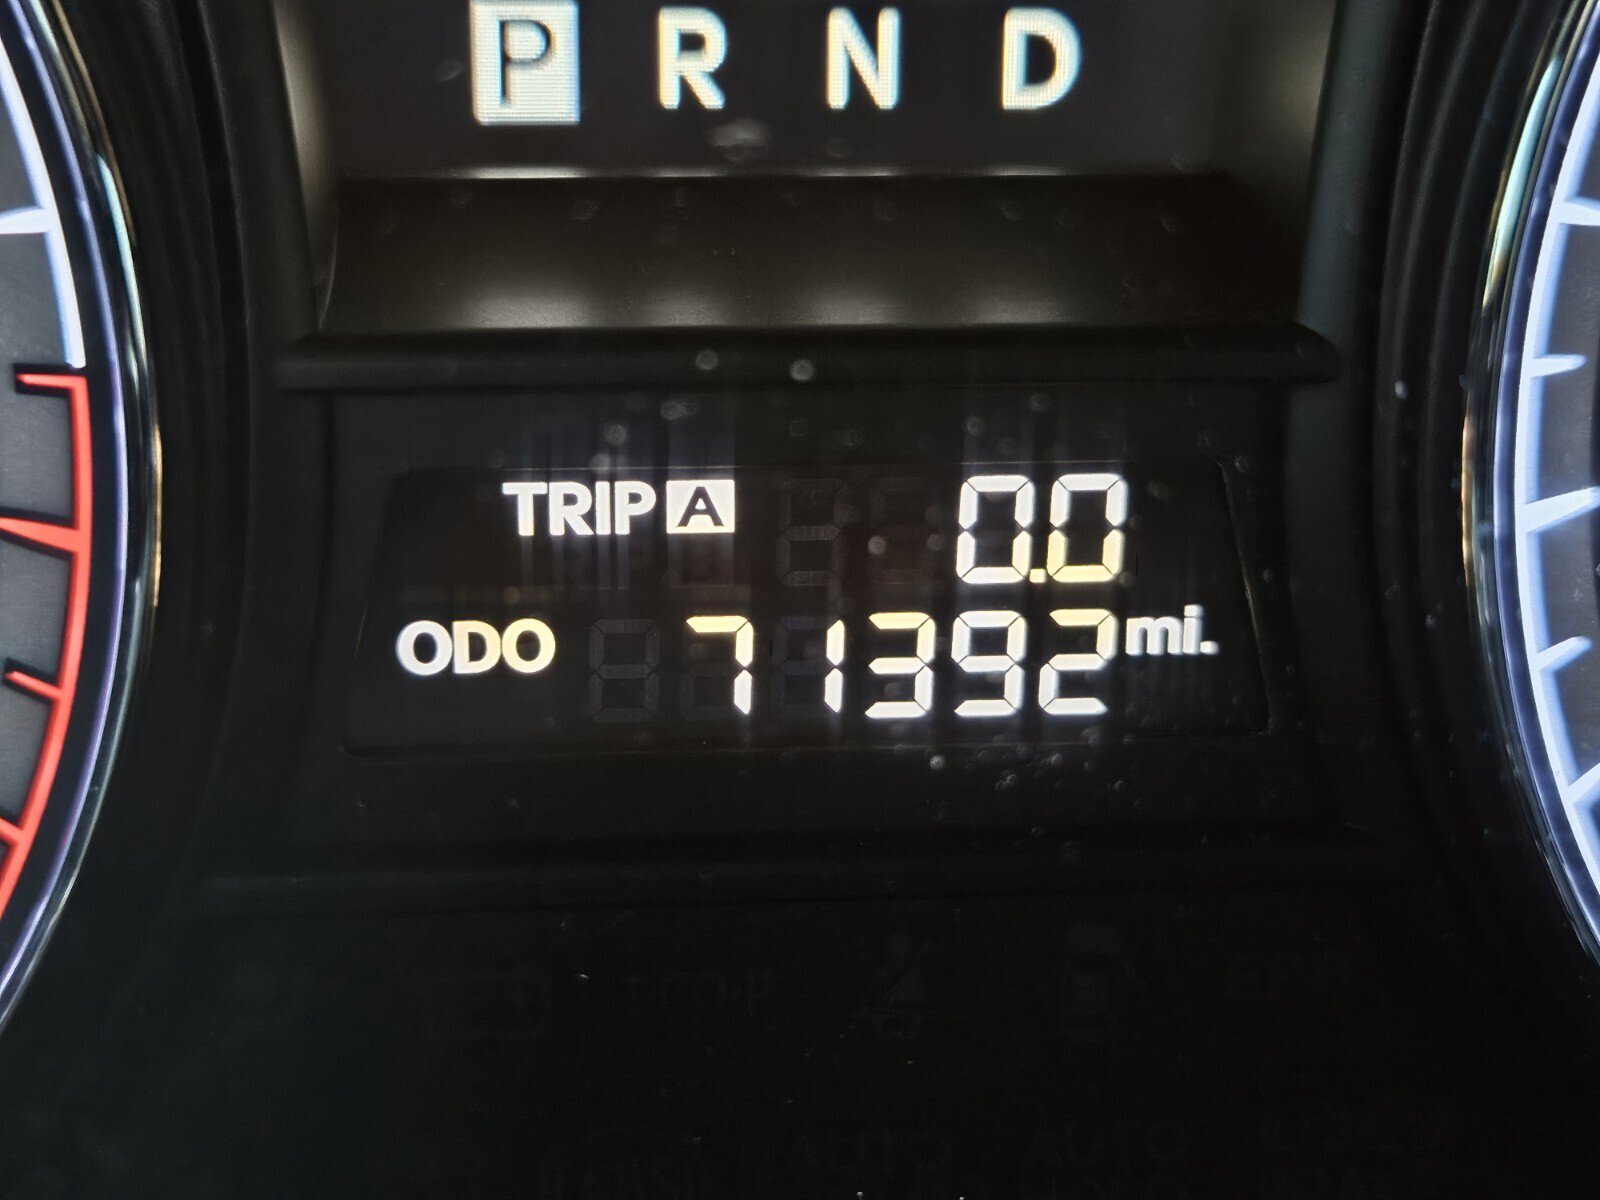 P R N D
TRIP A 0.0
ODO 71392 mi.